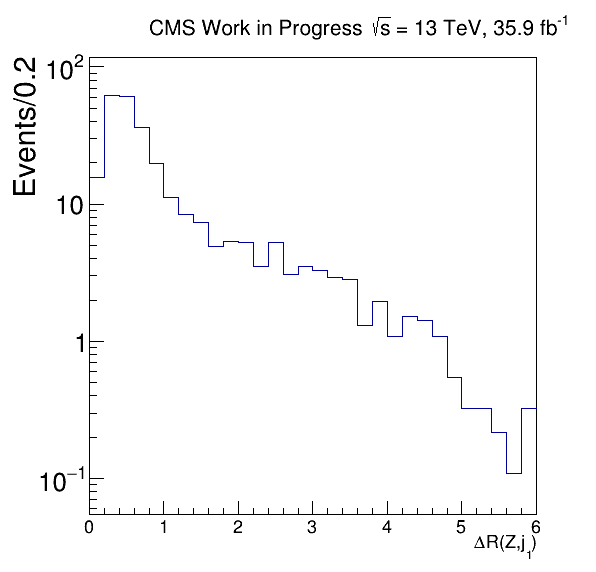 CMS Work in Progress √s = 13 TeV, 35.9 fb⁻¹
Events/0.2
10²
10
1
10⁻¹
0 1 2 3 4 5 6
ΔR(Z,j₁)